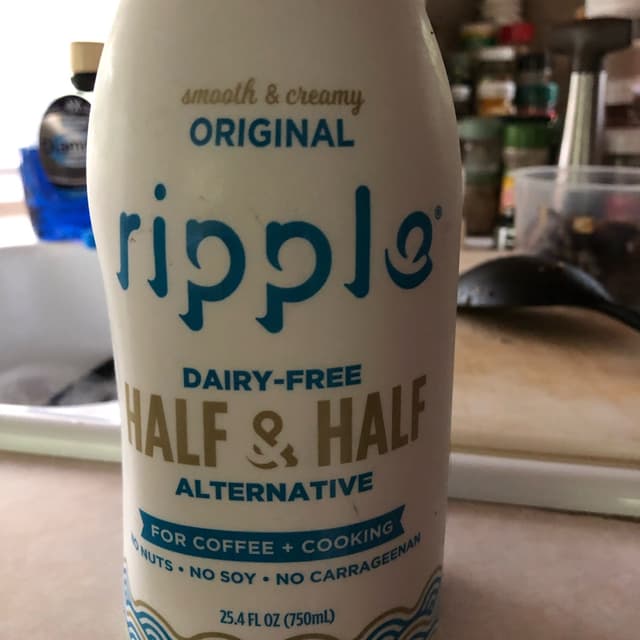 smooth & creamy
ORIGINAL
ripple®
DAIRY-FREE
HALF & HALF
ALTERNATIVE
FOR COFFEE + COOKING
NO NUTS • NO SOY • NO CARRAGEENAN
25.4 FL OZ (750mL)